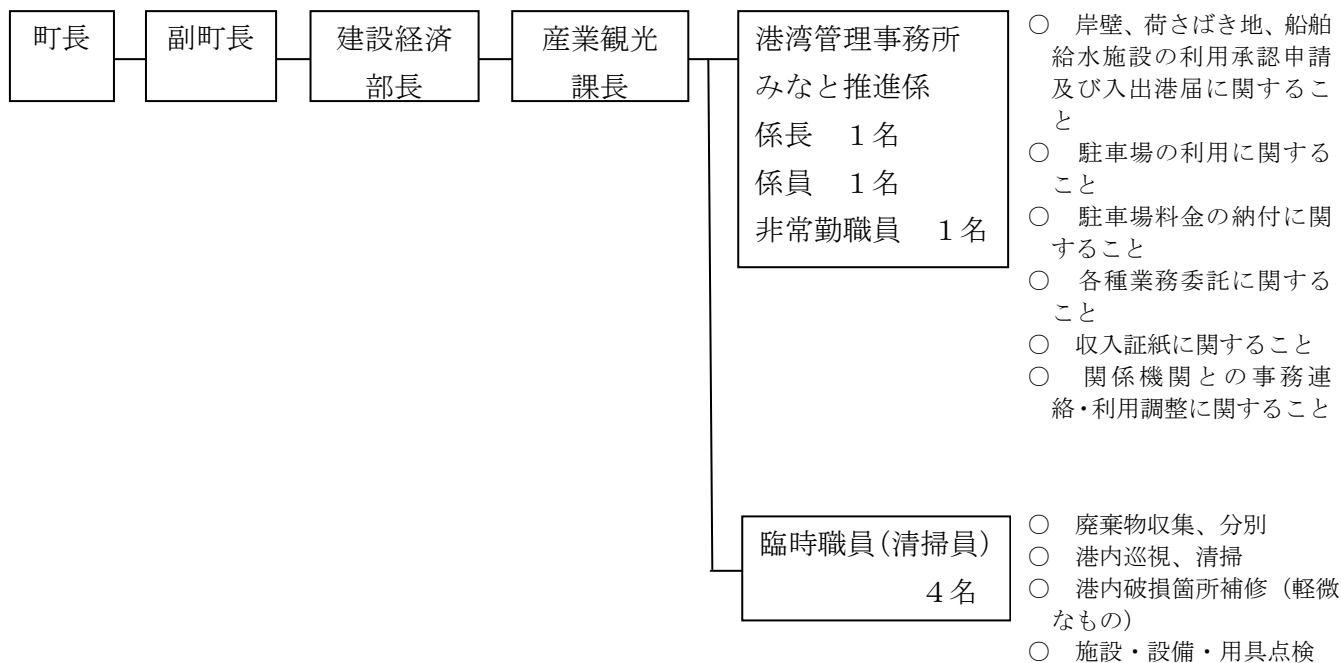 町長
副町長
建設経済
部長
産業観光
課長
港湾管理事務所
みなと推進係
係長　１名
係員　１名
非常勤職員　１名
○　岸壁、荷さばき地、船舶
給水施設の利用承認申請
及び入出港届に関するこ
と
○　駐車場の利用に関する
こと
○　駐車場料金の納付に関
すること
○　各種業務委託に関する
こと
○　収入証紙に関すること
○　関係機関との事務連
絡・利用調整に関すること
臨時職員（清掃員）
４名
○　廃棄物収集、分別
○　港内巡視、清掃
○　港内破損箇所補修（軽微
なもの）
○　施設・設備・用具点検